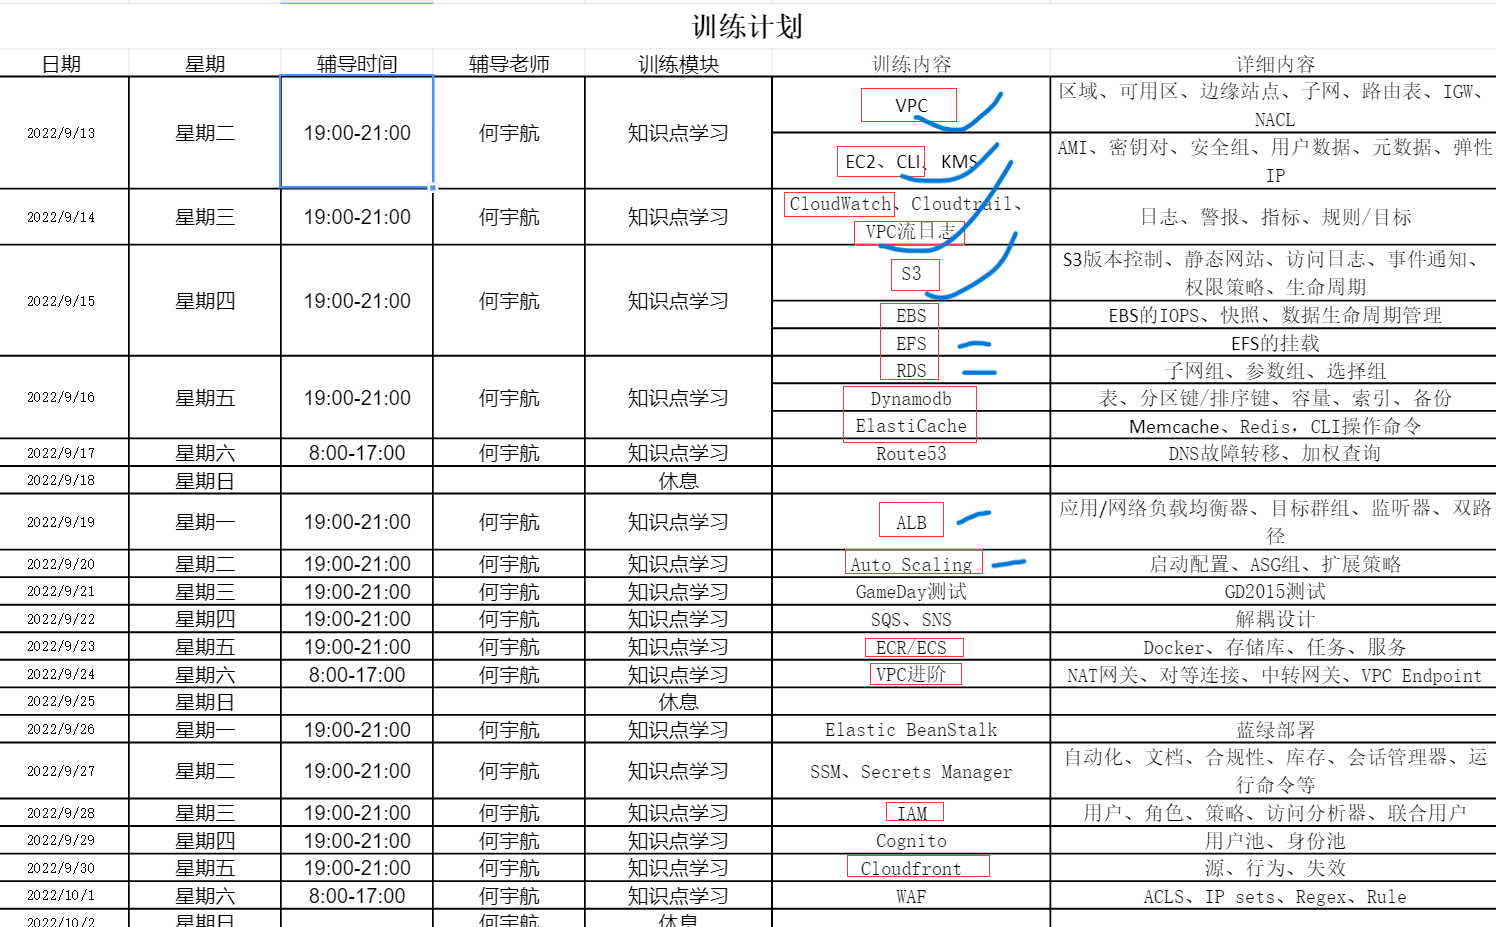 训练计划
日期 星期 辅导时间 辅导老师 训练模块 训练内容 详细内容
2022/9/13 星期二 19:00-21:00 何宇航 知识点学习 VPC 区域、可用区、边缘站点、子网、路由表、IGW、
NACL
EC2、CLI、KMS AMI、密钥对、安全组、用户数据、元数据、弹性
IP
2022/9/14 星期三 19:00-21:00 何宇航 知识点学习 CloudWatch、Cloudtrail、
VPC流日志 日志、警报、指标、规则/目标
2022/9/15 星期四 19:00-21:00 何宇航 知识点学习 S3 S3版本控制、静态网站、访问日志、事件通知、
权限策略、生命周期
EBS EBS的IOPS、快照、数据生命周期管理
EFS EFS的挂载
2022/9/16 星期五 19:00-21:00 何宇航 知识点学习 RDS 子网组、参数组、选择组
Dynamodb 表、分区键/排序键、容量、索引、备份
ElastiCache Memcache、Redis，CLI操作命令
2022/9/17 星期六 8:00-17:00 何宇航 知识点学习 Route53 DNS故障转移、加权查询
2022/9/18 星期日 休息
2022/9/19 星期一 19:00-21:00 何宇航 知识点学习 ALB 应用/网络负载均衡器、目标群组、监听器、双路
径
2022/9/20 星期二 19:00-21:00 何宇航 知识点学习 Auto Scaling 启动配置、ASG组、扩展策略
2022/9/21 星期三 19:00-21:00 何宇航 知识点学习 GameDay测试 GD2015测试
2022/9/22 星期四 19:00-21:00 何宇航 知识点学习 SQS、SNS 解耦设计
2022/9/23 星期五 19:00-21:00 何宇航 知识点学习 ECR/ECS Docker、存储库、任务、服务
2022/9/24 星期六 8:00-17:00 何宇航 知识点学习 VPC进阶 NAT网关、对等连接、中转网关、VPC Endpoint
2022/9/25 星期日 休息
2022/9/26 星期一 19:00-21:00 何宇航 知识点学习 Elastic BeanStalk 蓝绿部署
2022/9/27 星期二 19:00-21:00 何宇航 知识点学习 SSM、Secrets Manager 自动化、文档、合规性、库存、会话管理器、运
行命令等
2022/9/28 星期三 19:00-21:00 何宇航 知识点学习 IAM 用户、角色、策略、访问分析器、联合用户
2022/9/29 星期四 19:00-21:00 何宇航 知识点学习 Cognito 用户池、身份池
2022/9/30 星期五 19:00-21:00 何宇航 知识点学习 Cloudfront 源、行为、失效
2022/10/1 星期六 8:00-17:00 何宇航 知识点学习 WAF ACLS、IP sets、Regex、Rule
2022/10/2 星期日 何宇航 休息